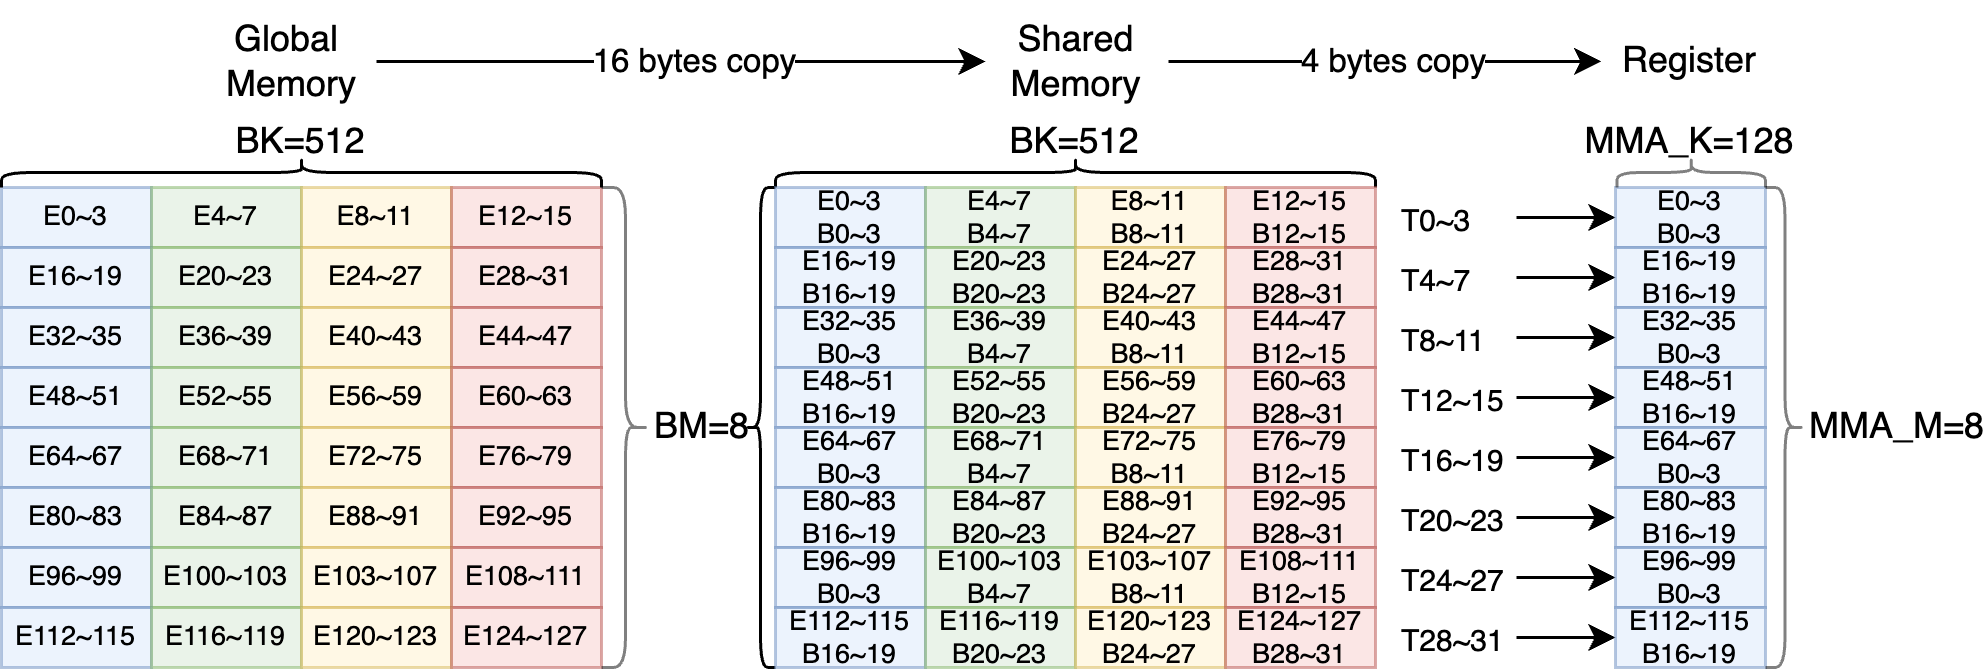 Global
Memory
16 bytes copy
Shared
Memory
4 bytes copy
Register
BK=512
BK=512
MMA_K=128
E0~3 E4~7 E8~11 E12~15
E16~19 E20~23 E24~27 E28~31
E32~35 E36~39 E40~43 E44~47
E48~51 E52~55 E56~59 E60~63
E64~67 E68~71 E72~75 E76~79
E80~83 E84~87 E88~91 E92~95
E96~99 E100~103 E103~107 E108~111
E112~115 E116~119 E120~123 E124~127
BM=8
E0~3 E4~7 E8~11 E12~15
B0~3 B4~7 B8~11 B12~15
E16~19 E20~23 E24~27 E28~31
B16~19 B20~23 B24~27 B28~31
E32~35 E36~39 E40~43 E44~47
B0~3 B4~7 B8~11 B12~15
E48~51 E52~55 E56~59 E60~63
B16~19 B20~23 B24~27 B28~31
E64~67 E68~71 E72~75 E76~79
B0~3 B4~7 B8~11 B12~15
E80~83 E84~87 E88~91 E92~95
B16~19 B20~23 B24~27 B28~31
E96~99 E100~103 E103~107 E108~111
B0~3 B4~7 B8~11 B12~15
E112~115 E116~119 E120~123 E124~127
B16~19 B20~23 B24~27 B28~31
T0~3
T4~7
T8~11
T12~15
T16~19
T20~23
T24~27
T28~31
E0~3
B0~3
E16~19
B16~19
E32~35
B0~3
E48~51
B16~19
E64~67
B0~3
E80~83
B16~19
E96~99
B0~3
E112~115
B16~19
MMA_M=8